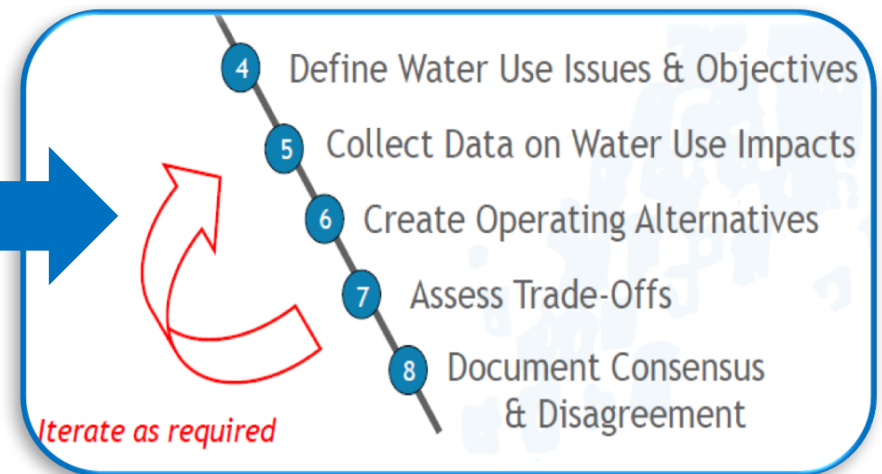 4 Define Water Use Issues & Objectives
5 Collect Data on Water Use Impacts
6 Create Operating Alternatives
7 Assess Trade-Offs
8 Document Consensus
& Disagreement
Iterate as required